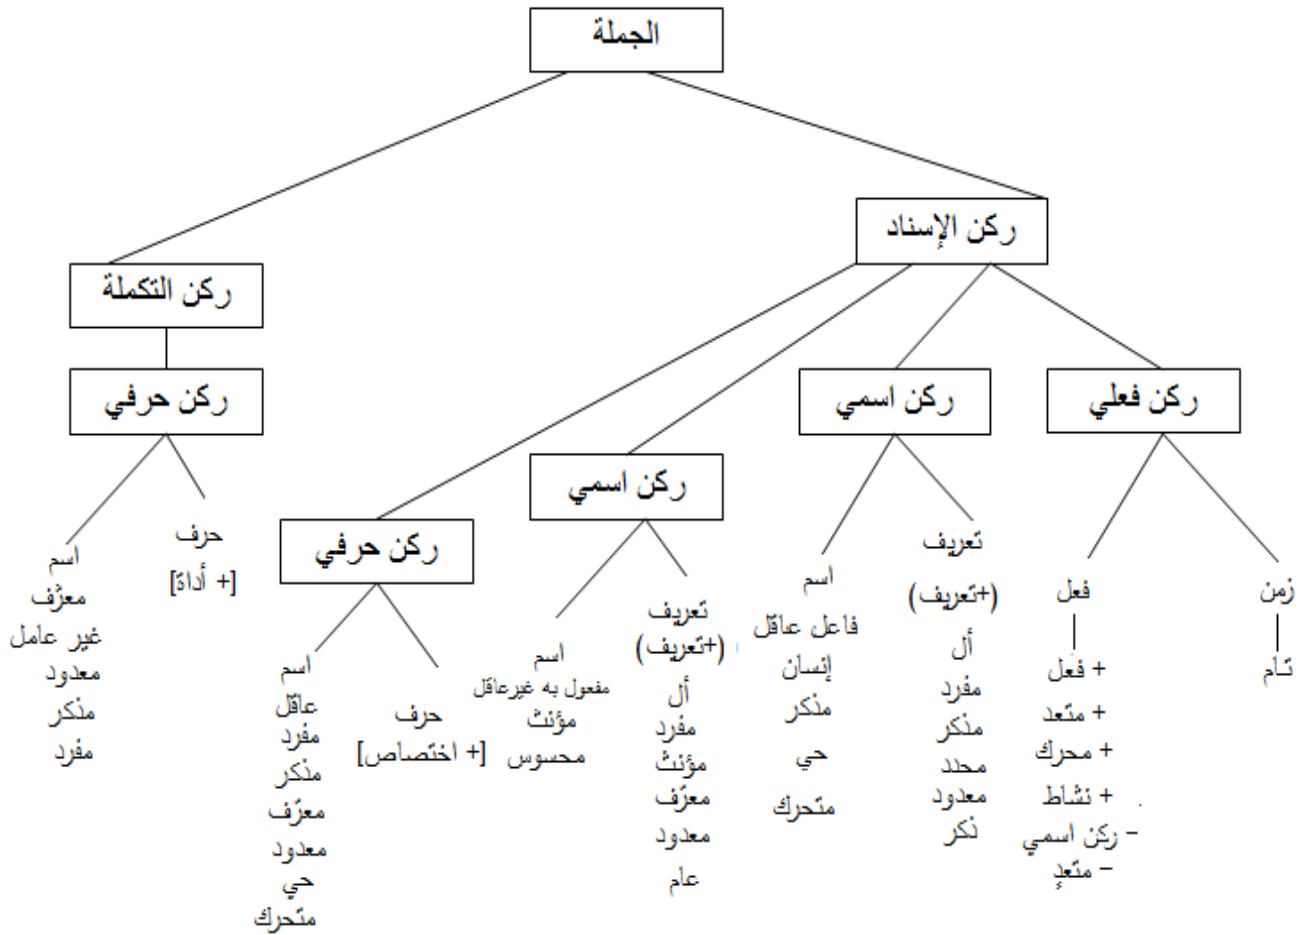 الجملة
ركن الإسناد
ركن التكملة
ركن فعلي
ركن اسمي
ركن اسمي
ركن حرفي
ركن حرفي
زمن
تام
فعل
+ فعل
+ متعد
+ محرك
+ نشاط
– ركن اسمي
– متعدٍ
تعريف
(+تعريف)
أل
مفرد
مذكر
محدد
معدود
ذكر
اسم
فاعل عاقل
إنسان
مذكر
حي
متحرك
تعريف
(+تعريف)
أل
مفرد
مؤنث
معرّف
معدود
عام
اسم
مفعول به غيرعاقل
مؤنث
محسوس
حرف
[+ اختصاص]
اسم
عاقل
مفرد
مذكر
معرّف
معدود
حي
متحرك
حرف
[+ أداة]
اسم
معرّف
غير عامل
معدود
مذكر
مفرد